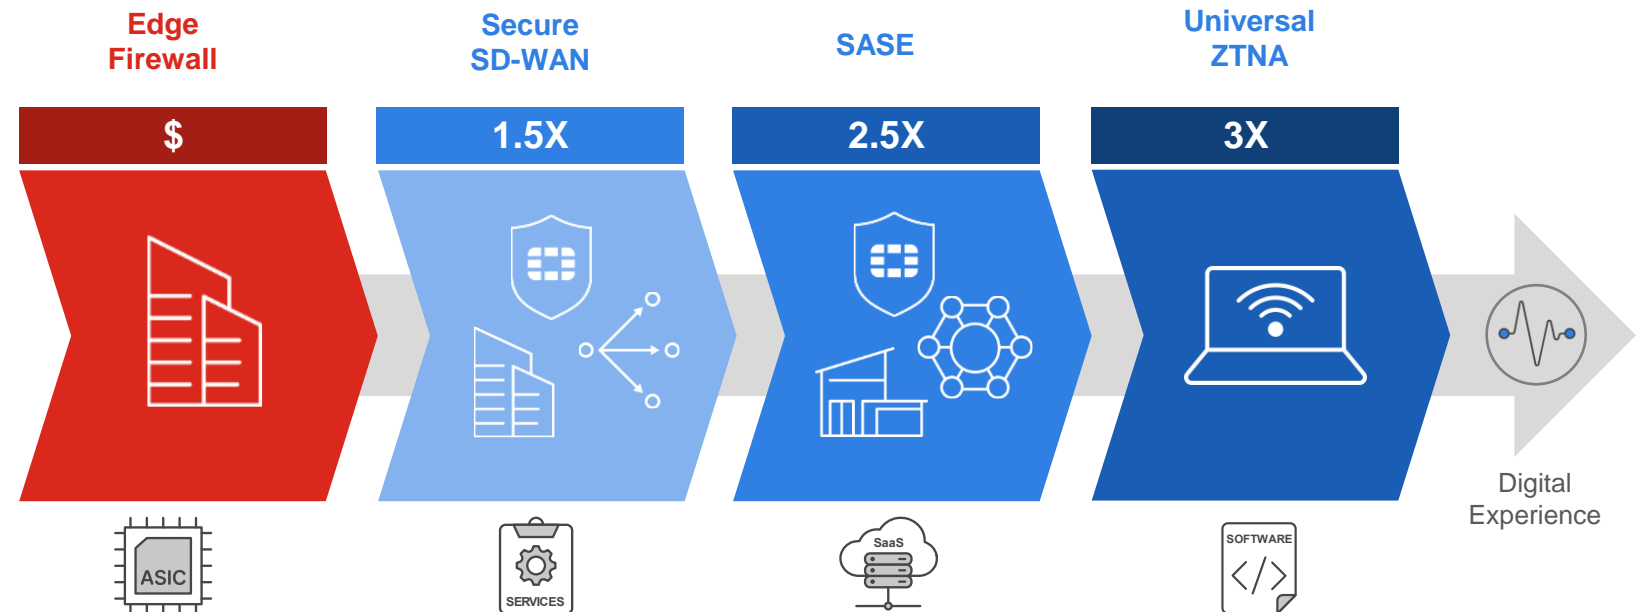 Edge
Firewall
Secure
SD-WAN
SASE
Universal
ZTNA
$
1.5X
2.5X
3X
Digital
Experience
ASIC
SERVICES
SaaS
SOFTWARE